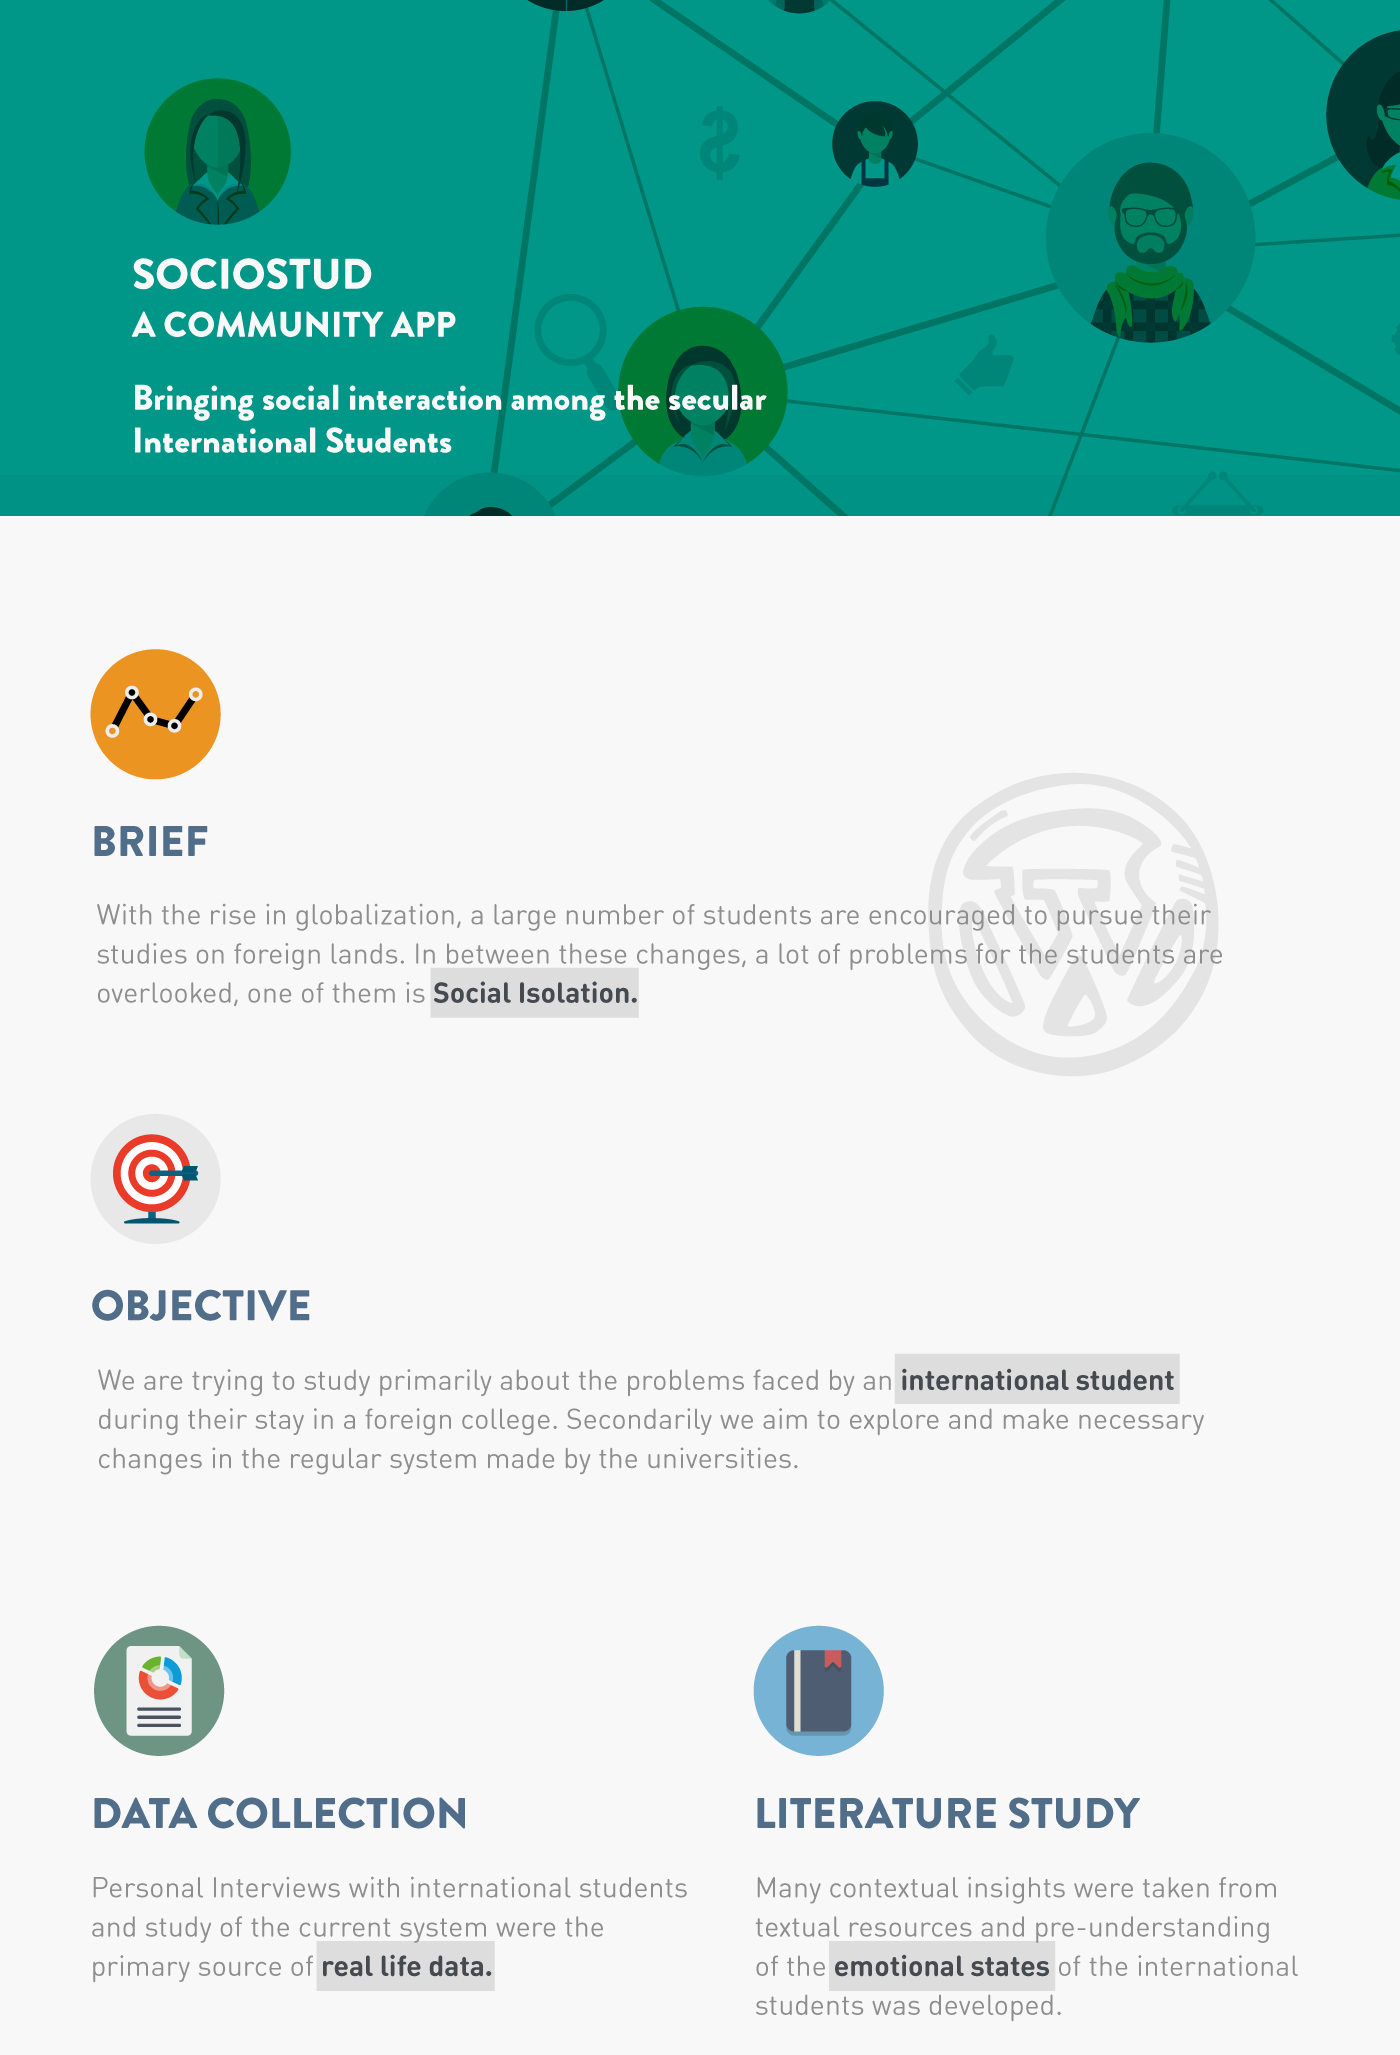 SOCIOSTUD
A COMMUNITY APP
Bringing social interaction among the secular
International Students
BRIEF
With the rise in globalization, a large number of students are encouraged to pursue their
studies on foreign lands. In between these changes, a lot of problems for the students are
overlooked, one of them is Social Isolation.
OBJECTIVE
We are trying to study primarily about the problems faced by an international student
during their stay in a foreign college. Secondarily we aim to explore and make necessary
changes in the regular system made by the universities.
DATA COLLECTION
Personal Interviews with international students
and study of the current system were the
primary source of real life data.
LITERATURE STUDY
Many contextual insights were taken from
textual resources and pre-understanding
of the emotional states of the international
students was developed.